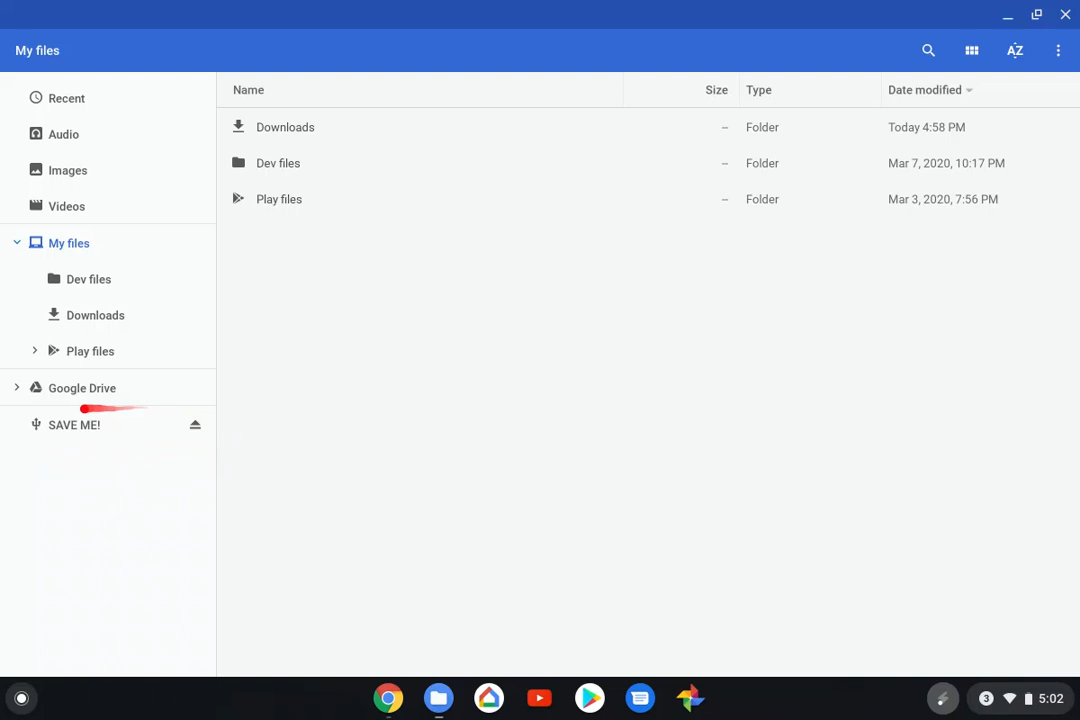 My files
AZ
Recent
Audio
Images
Videos
My files
Dev files
Downloads
Play files
Google Drive
SAVE ME!
Name Size Type Date modified
Downloads -- Folder Today 4:58 PM
Dev files -- Folder Mar 7, 2020, 10:17 PM
Play files -- Folder Mar 3, 2020, 7:56 PM
3 5:02